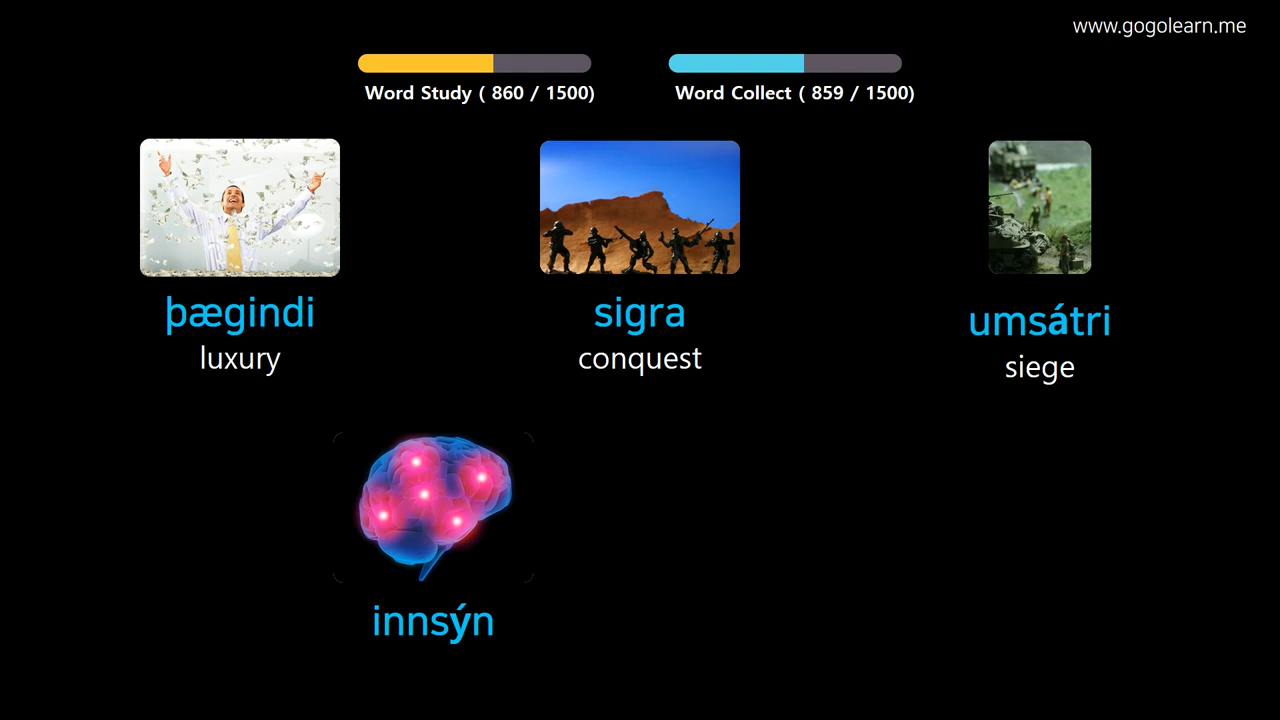 www.gogolearn.me
Word Study ( 860 / 1500)
Word Collect ( 859 / 1500)
þægindi
luxury
sigra
conquest
umsátri
siege
innsýn